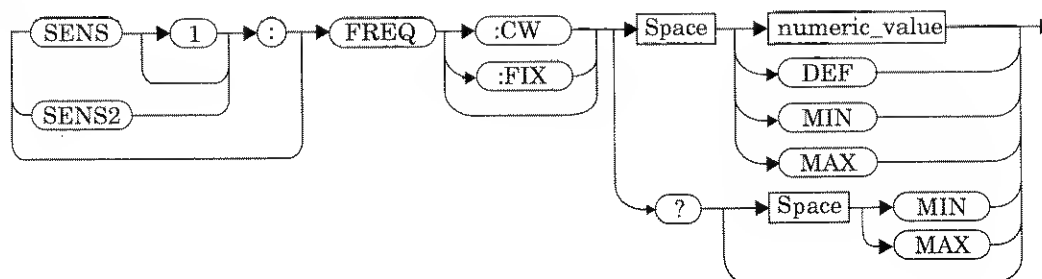 SENS 1 : FREQ :CW Space numeric_value
:FIX DEF
SENS2 MIN
MAX
? Space MIN
MAX